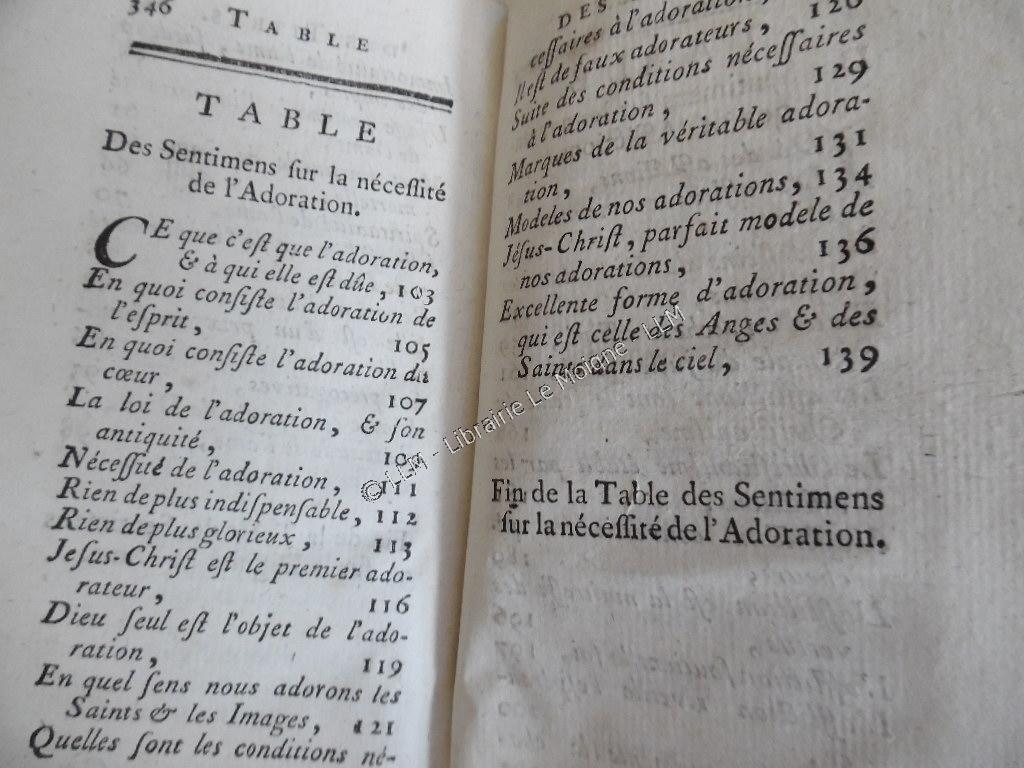 346 TABLE
TABLE
Des Sentimens ſur la néceſſité
de l'Adoration.
CE que c'eſt que l'adoration,
& à qui elle eſt dûe, 103
En quoi conſiſte l'adoration de
l'eſprit, 105
En quoi conſiſte l'adoration du
cœur, 107
La loi de l'adoration, & ſon
antiquité, 109
Néceſſité de l'adoration, 111
Rien de plus indiſpenſable, 112
Rien de plus glorieux, 113
Jeſus-Chriſt eſt le premier ado-
rateur, 116
Dieu ſeul eſt l'objet de l'ado-
ration, 119
En quel ſens nous adorons les
Saints & les Images, 121
Quelles ſont les conditions né-
DES
ceſſaires à l'adoration,
Il eſt de faux adorateurs, 126
Suite des conditions néceſſaires
à l'adoration, 129
Marques de la véritable adora-
tion, 131
Modeles de nos adorations, 134
Jéſus-Chriſt, parfait modele de
nos adorations, 136
Excellente forme d'adoration,
qui eſt celle des Anges & des
Saints dans le ciel, 139
Fin de la Table des Sentimens
ſur la néceſſité de l'Adoration.
© LLM - Librairie Le Moigne - LLM